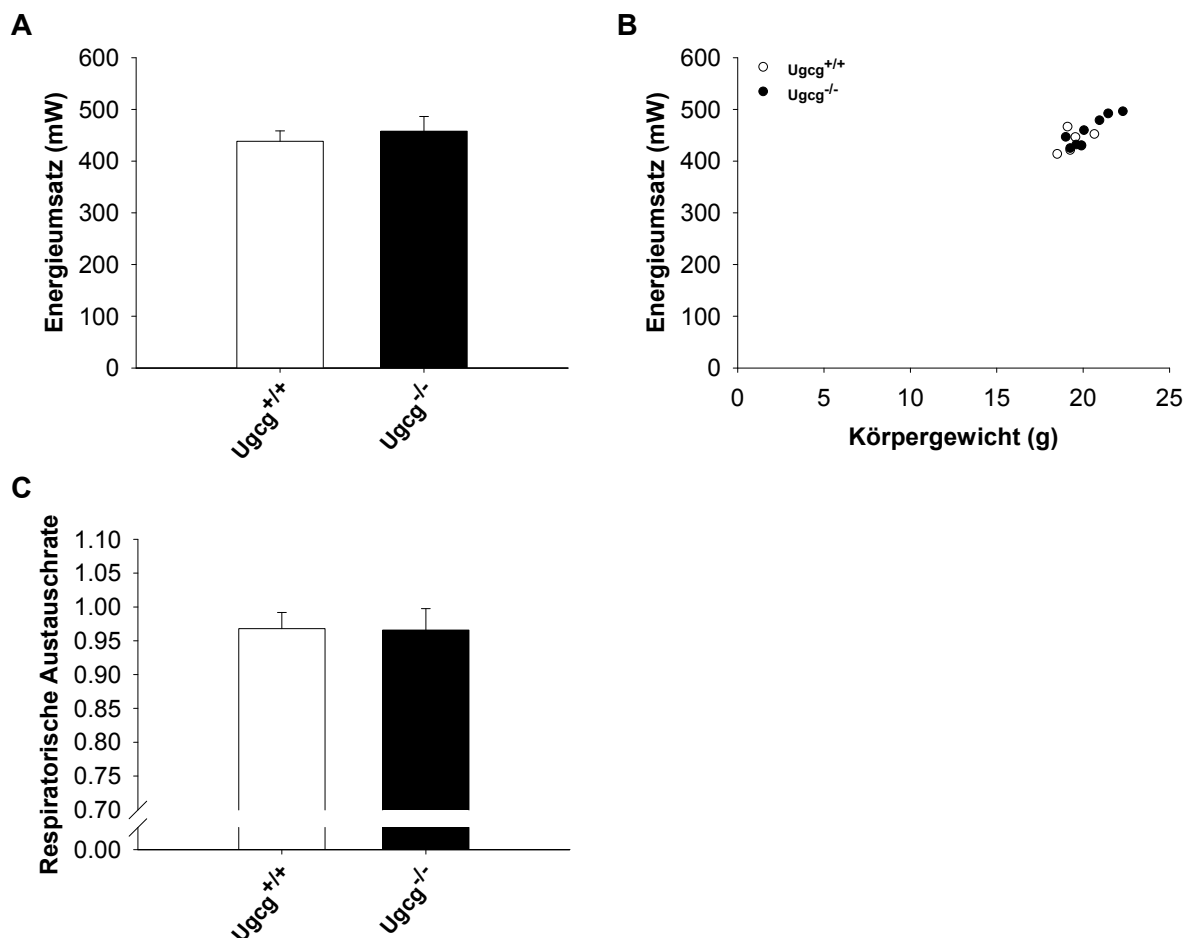 A
Energieumsatz (mW)
600
500
400
300
200
100
0
Ugcg +/+
Ugcg -/-
B
Energieumsatz (mW)
600
500
400
300
200
100
0
Ugcg+/+
Ugcg-/-
0 5 10 15 20 25
Körpergewicht (g)
C
Respiratorische Austauschrate
1.10
1.05
1.00
0.95
0.90
0.85
0.80
0.75
0.70
0.00
Ugcg +/+
Ugcg -/-